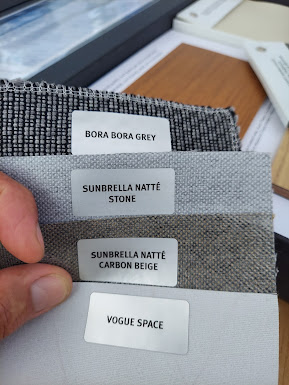 BORA BORA GREY
SUNBRELLA NATTÉ
STONE
SUNBRELLA NATTÉ
CARBON BEIGE
VOGUE SPACE